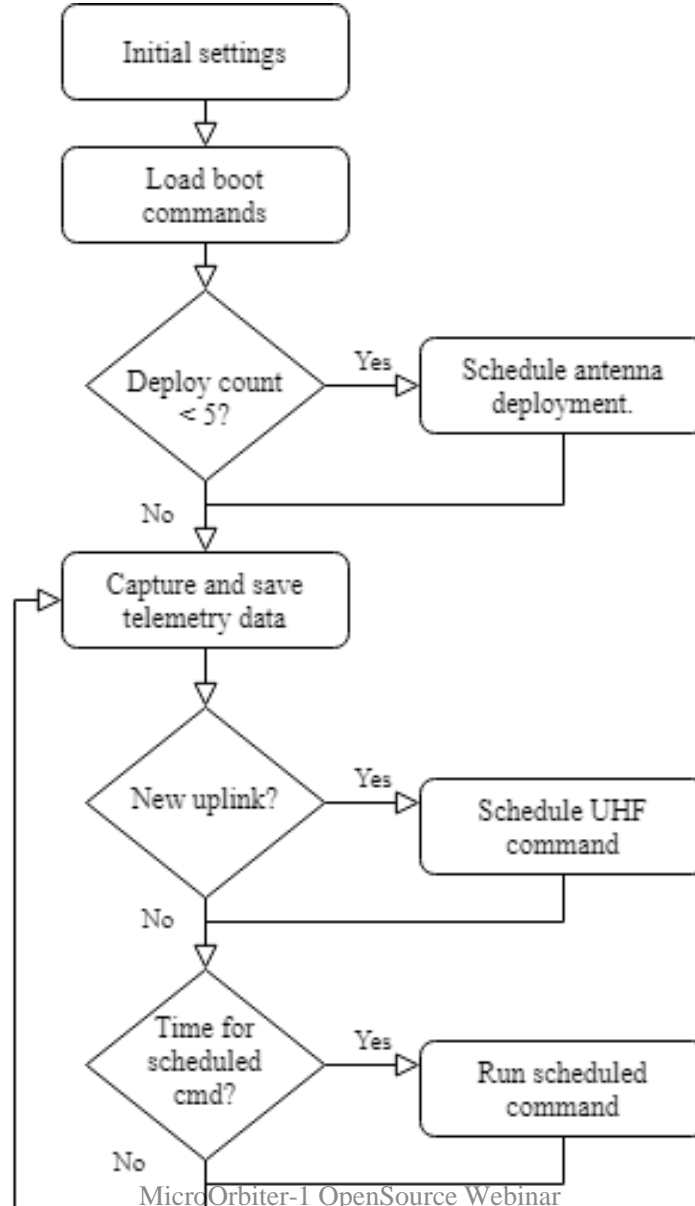 Initial settings
Load boot
commands
Deploy count
< 5?
Yes
Schedule antenna
deployment.
No
Capture and save
telemetry data
New uplink?
Yes
Schedule UHF
command
No
Time for
scheduled
cmd?
Yes
Run scheduled
command
No
MicroOrbiter-1 OpenSource Webinar